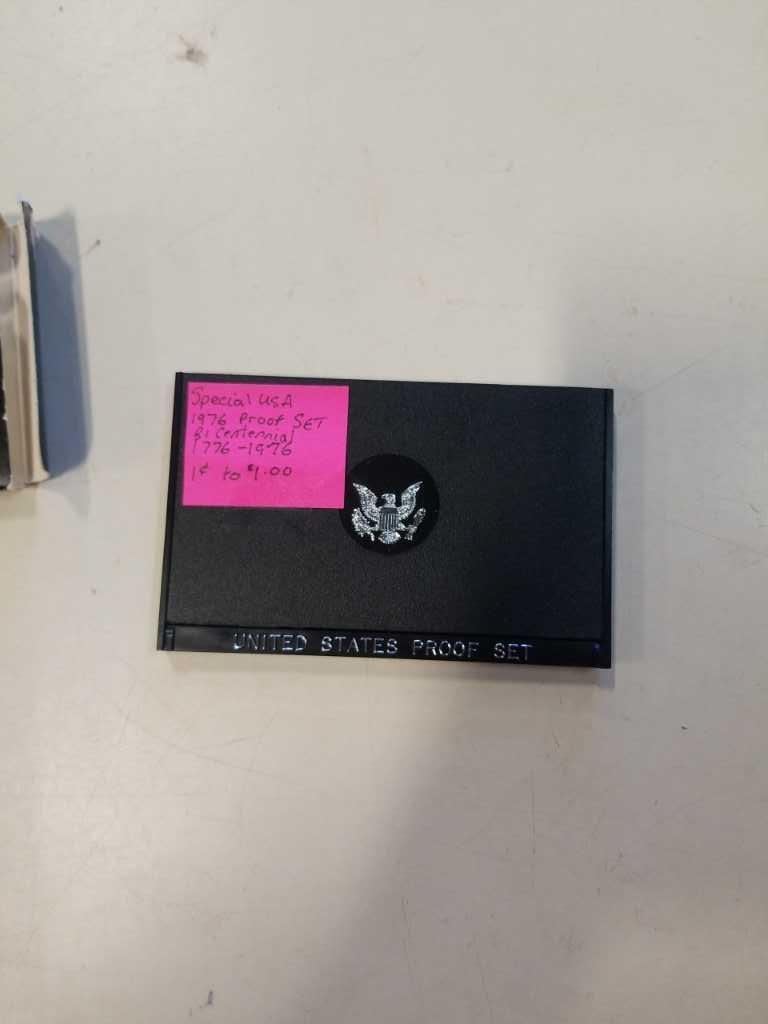 Special USA
1976 Proof SET
Bi Centennial
1776-1976
1¢ to $1.00
UNITED STATES PROOF SET